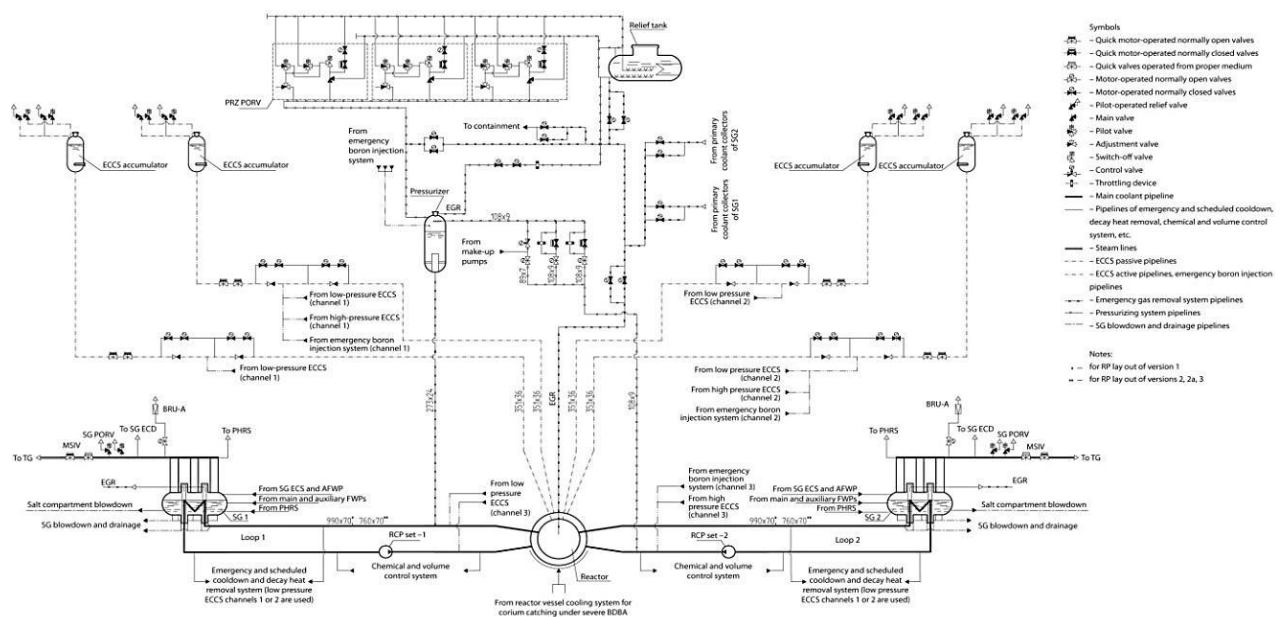 Relief tank
PRZ PORV
From
emergency
boron injection
system
To containment
From primary
coolant collectors
of SG2
From primary
coolant collectors
of SG1
ECCS accumulator
ECCS accumulator
ECCS accumulator
ECCS accumulator
Pressurizer
EGR
108x9
From
make-up
pumps
89x7
108x9
108x9
From low-pressure ECCS
(channel 1)
From high-pressure ECCS
(channel 1)
From emergency boron
injection system (channel 1)
From low-pressure ECCS
(channel 1)
From low pressure
ECCS (channel 2)
From low pressure ECCS
(channel 2)
From high pressure ECCS
(channel 2)
From emergency boron
injection system (channel 2)
273x24
351x36
351x36
EGR
351x36
351x36
108x9
BRU-A
SG PORV
To SG ECD
To PHRS
MSIV
To TG
EGR
From SG ECS and AFWP
From main and auxiliary FWPs
From PHRS
Salt compartment blowdown
SG 1
SG blowdown and drainage
990x70* 760x70**
Loop 1
RCP set –1
From low
pressure
ECCS (channel 3)
Chemical and volume
control system
Emergency and scheduled
cooldown and decay heat
removal system (low pressure
ECCS channels 1 or 2 are used)
Reactor
From reactor vessel cooling system for
corium catching under severe BDBA
From emergency
boron injection
system (channel 3)
From high
pressure ECCS
(channel 3)
RCP set –2
Chemical and volume
control system
990x70* 760x70**
Loop 2
Emergency and scheduled
cooldown and decay heat
removal system (low pressure
ECCS channels 1 or 2 are used)
BRU-A
To PHRS
To SG ECD
SG PORV
MSIV
To TG
EGR
From SG ECS and AFWP
From main and auxiliary FWPs
From PHRS
SG 2
Salt compartment blowdown
SG blowdown and drainage
Symbols
– Quick motor-operated normally open valves
– Quick motor-operated normally closed valves
– Quick valves operated from proper medium
– Motor-operated normally open valves
– Motor-operated normally closed valves
– Pilot-operated relief valve
– Main valve
– Pilot valve
– Adjustment valve
– Switch-off valve
– Control valve
– Throttling device
– Main coolant pipeline
– Pipelines of emergency and scheduled cooldown,
decay heat removal, chemical and volume control
system, etc.
– Steam lines
– ECCS passive pipelines
– ECCS active pipelines, emergency boron injection
pipelines
– Emergency gas removal system pipelines
– Pressurizing system pipelines
– SG blowdown and drainage pipelines
Notes:
* – for RP lay out of version 1
** – for RP lay out of versions 2, 2a, 3